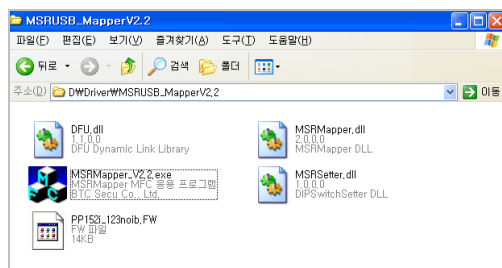 MSRUSB_MapperV2.2
파일(F) 편집(E) 보기(V) 즐겨찾기(A) 도구(T) 도움말(H)
뒤로 검색 폴더
주소(D) D:₩Driver₩MSRUSB_MapperV2.2 이동
DFU.dll
1.1.0.0
DFU Dynamic Link Library
MSRMapper.dll
2.0.0.0
MSRMapper DLL
MSRMapper_V2.2.exe
MSRMapper MFC 응용 프로그램
BTC Secu Co., Ltd.
MSRSetter.dll
1.0.0.0
DIPSwitchSetter DLL
PP152i_123noib.FW
FW 파일
14KB